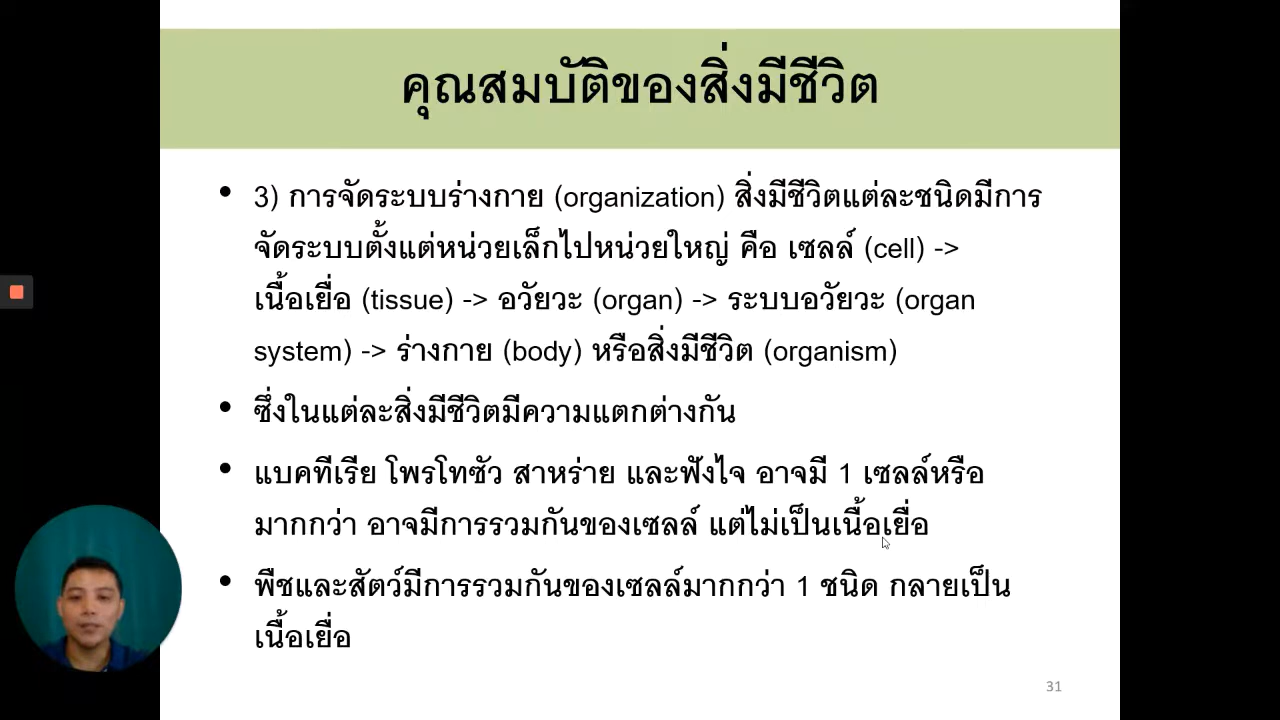 คุณสมบัติของสิ่งมีชีวิต
• 3) การจัดระบบร่างกาย (organization) สิ่งมีชีวิตแต่ละชนิดมีการ
จัดระบบตั้งแต่หน่วยเล็กไปหน่วยใหญ่ คือ เซลล์ (cell) ->
เนื้อเยื่อ (tissue) -> อวัยวะ (organ) -> ระบบอวัยวะ (organ
system) -> ร่างกาย (body) หรือสิ่งมีชีวิต (organism)
• ซึ่งในแต่ละสิ่งมีชีวิตมีความแตกต่างกัน
• แบคทีเรีย โพรโทซัว สาหร่าย และฟังไจ อาจมี 1 เซลล์หรือ
มากกว่า อาจมีการรวมกันของเซลล์ แต่ไม่เป็นเนื้อเยื่อ
• พืชและสัตว์มีการรวมกันของเซลล์มากกว่า 1 ชนิด กลายเป็น
เนื้อเยื่อ
31